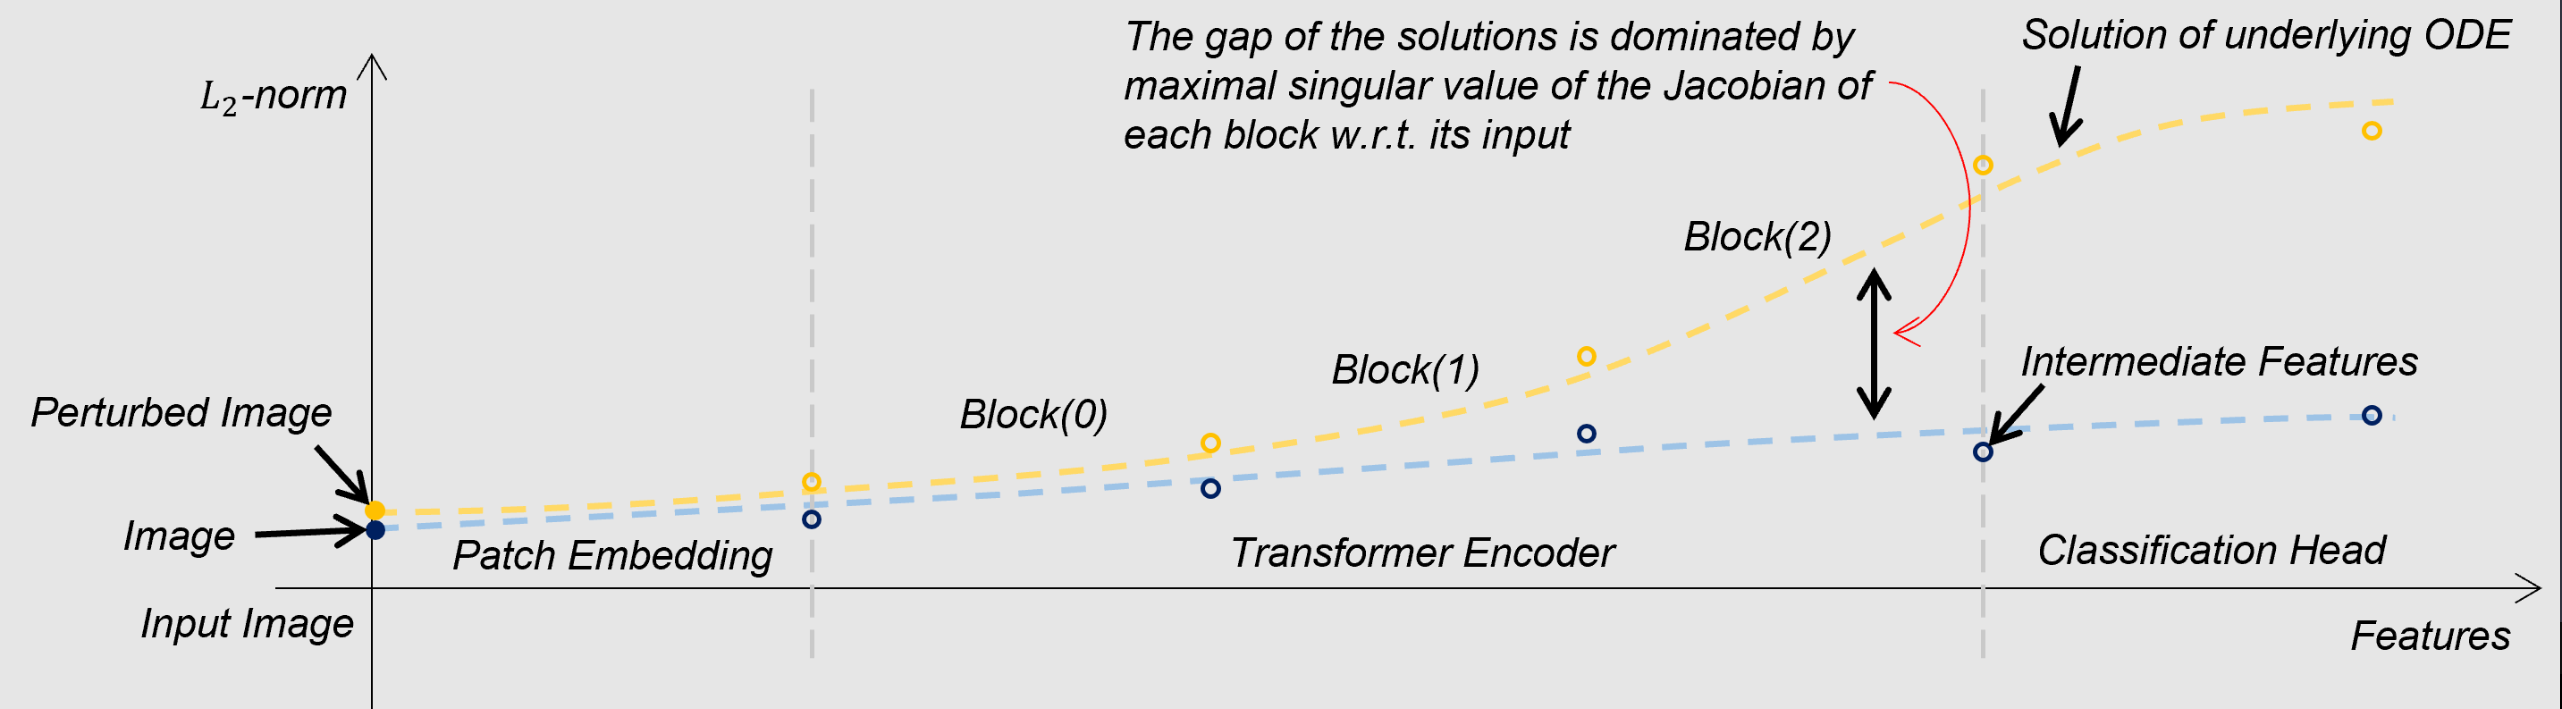 The gap of the solutions is dominated by
maximal singular value of the Jacobian of
each block w.r.t. its input
Solution of underlying ODE
L₂-norm
Block(2)
Block(1)
Intermediate Features
Block(0)
Perturbed Image
Image
Patch Embedding
Transformer Encoder
Classification Head
Input Image
Features